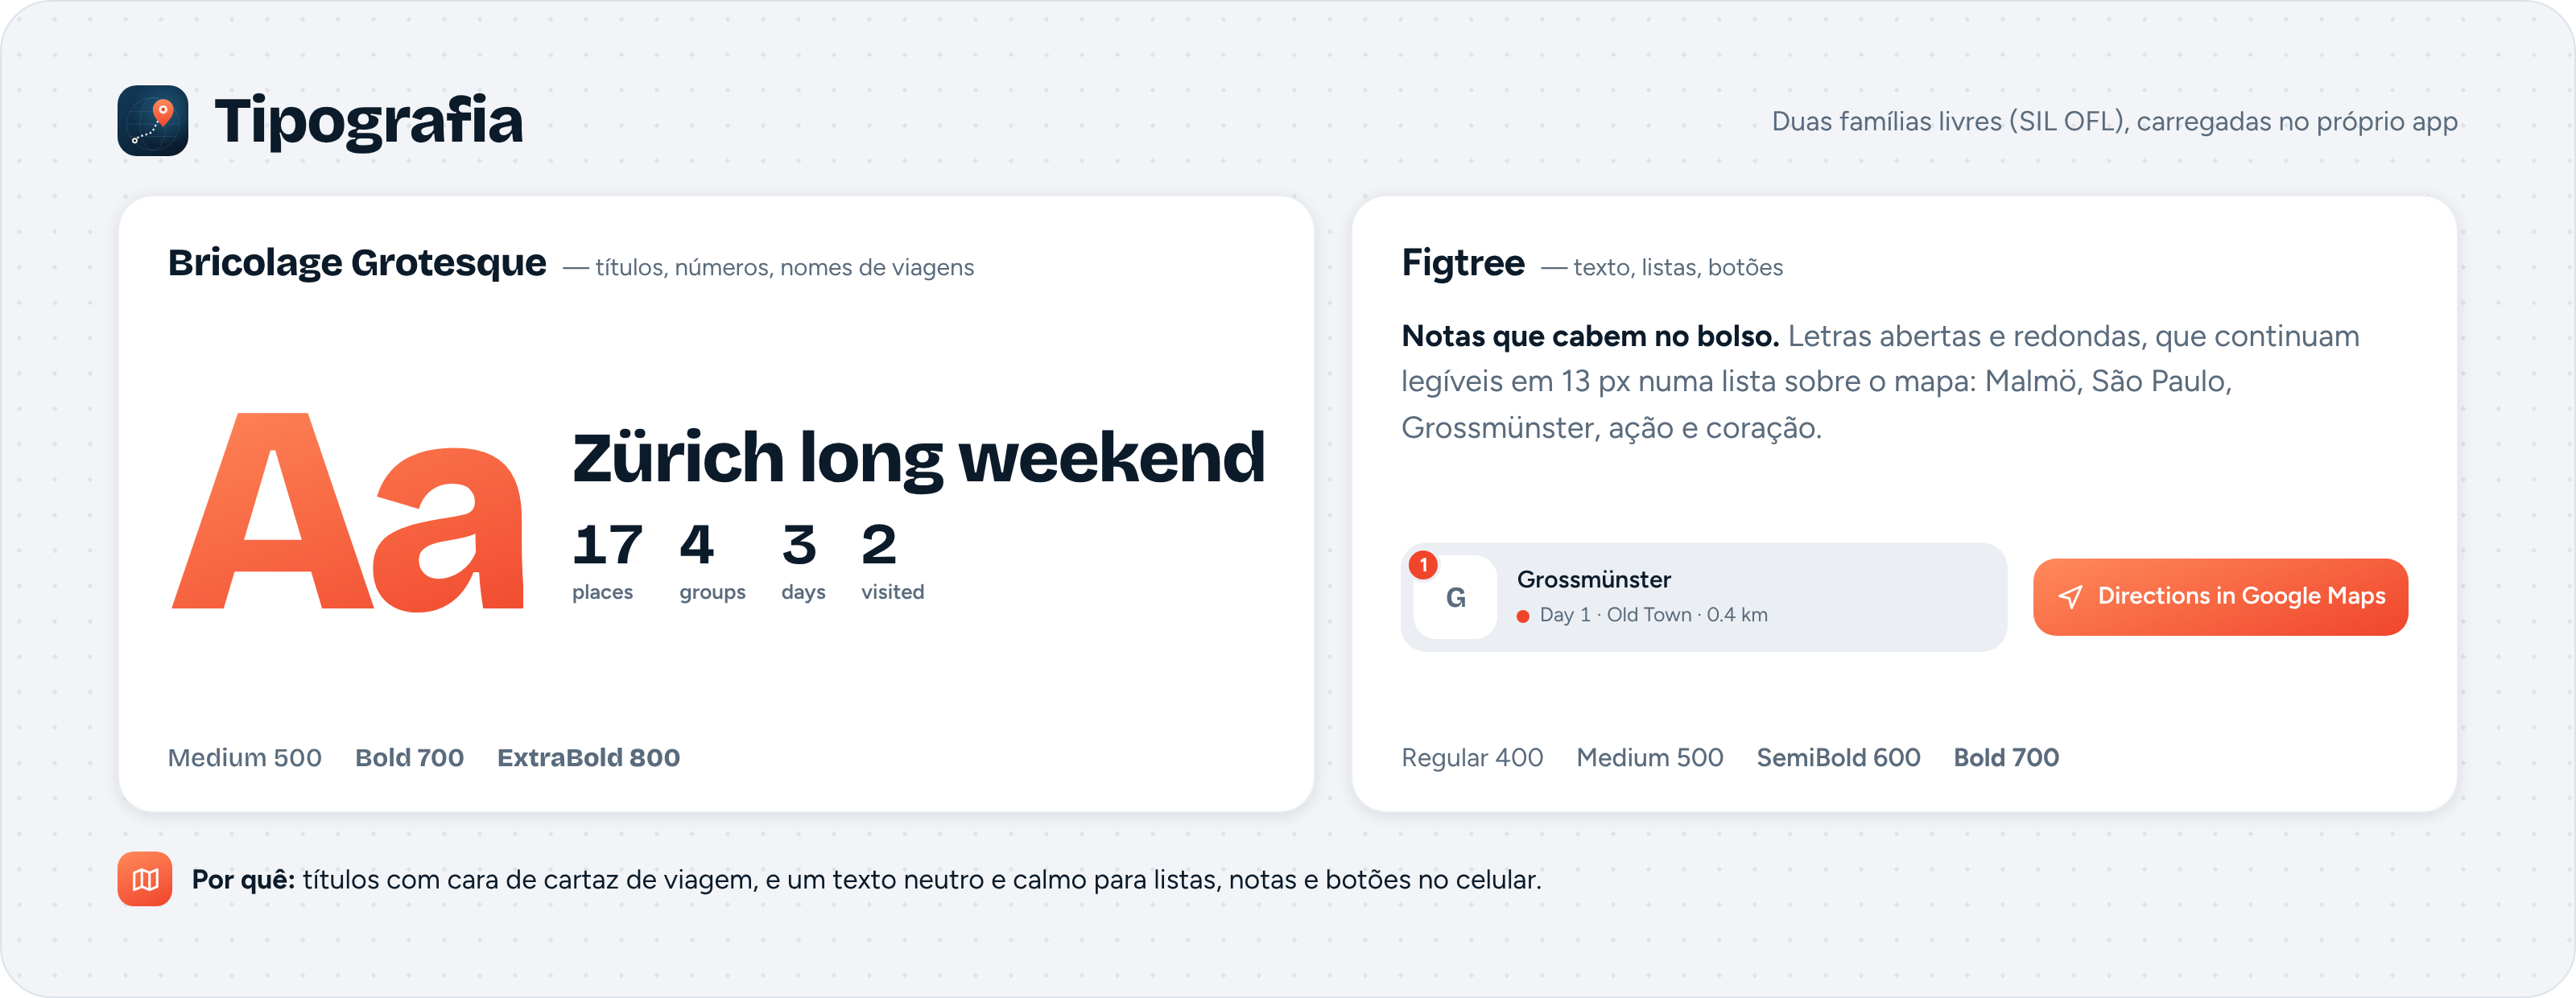 Tipografia
Duas famílias livres (SIL OFL), carregadas no próprio app
Bricolage Grotesque — títulos, números, nomes de viagens
Aa
Zürich long weekend
17 4 3 2
places groups days visited
Medium 500 Bold 700 ExtraBold 800
Figtree — texto, listas, botões
Notas que cabem no bolso. Letras abertas e redondas, que continuam
legíveis em 13 px numa lista sobre o mapa: Malmö, São Paulo,
Grossmünster, ação e coração.
1
G
Grossmünster
Day 1 · Old Town · 0.4 km
Directions in Google Maps
Regular 400 Medium 500 SemiBold 600 Bold 700
Por quê: títulos com cara de cartaz de viagem, e um texto neutro e calmo para listas, notas e botões no celular.